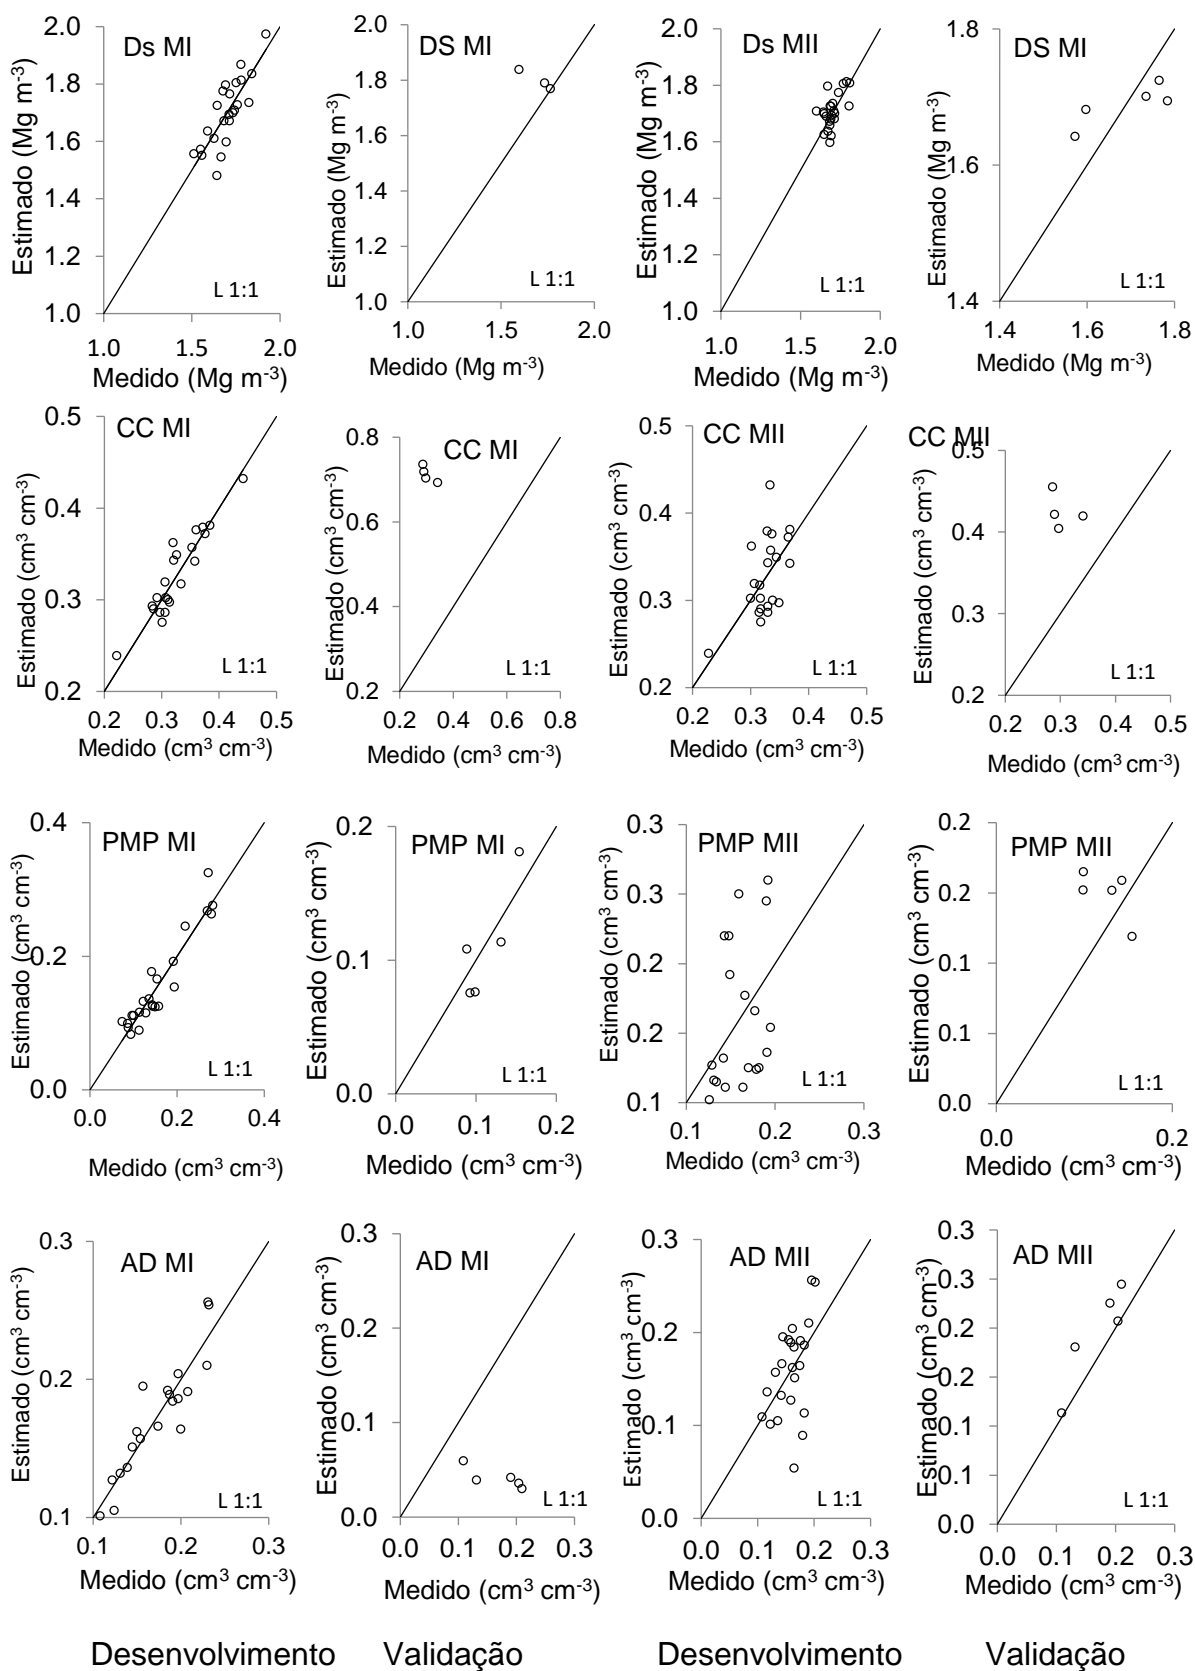 Ds MI
Estimado (Mg m-3)
2.0
1.8
1.6
1.4
1.2
1.0
L 1:1
1.0 1.5 2.0
Medido (Mg m-3)
DS MI
Estimado (Mg m-3)
2.0
1.8
1.6
1.4
1.2
1.0
L 1:1
1.0 1.5 2.0
Medido (Mg m-3)
Ds MII
Estimado (Mg m-3)
2.0
1.8
1.6
1.4
1.2
1.0
L 1:1
1.0 1.5 2.0
Medido (Mg m-3)
DS MI
Estimado (Mg m-3)
1.8
1.6
1.4
L 1:1
1.4 1.6 1.8
Medido (Mg m-3)
CC MI
Estimado (cm3 cm-3)
0.5
0.4
0.3
0.2
L 1:1
0.2 0.3 0.4 0.5
Medido (cm3 cm-3)
CC MI
Estimado (cm3 cm-3)
0.8
0.6
0.4
0.2
L 1:1
0.2 0.4 0.6 0.8
Medido (cm3 cm-3)
CC MII
Estimado (cm3 cm-3)
0.5
0.4
0.3
0.2
L 1:1
0.2 0.3 0.4 0.5
Medido (cm3 cm-3)
CC MII
Estimado (cm3 cm-3)
0.5
0.4
0.3
0.2
L 1:1
0.2 0.3 0.4 0.5
Medido (cm3 cm-3)
PMP MI
Estimado (cm3 cm-3)
0.4
0.2
0.0
L 1:1
0.0 0.2 0.4
Medido (cm3 cm-3)
PMP MI
Estimado (cm3 cm-3)
0.2
0.1
0.0
L 1:1
0.0 0.1 0.2
Medido (cm3 cm-3)
PMP MII
Estimado (cm3 cm-3)
0.3
0.3
0.2
0.2
0.1
L 1:1
0.1 0.2 0.3
Medido (cm3 cm-3)
PMP MII
Estimado (cm3 cm-3)
0.2
0.2
0.1
0.1
0.0
L 1:1
0.0 0.2
Medido (cm3 cm-3)
AD MI
Estimado (cm3 cm-3)
0.3
0.2
0.1
L 1:1
0.1 0.2 0.3
Medido (cm3 cm-3)
AD MI
Estimado (cm3 cm-3)
0.3
0.2
0.1
0.0
L 1:1
0.0 0.1 0.2 0.3
Medido (cm3 cm-3)
AD MII
Estimado (cm3 cm-3)
0.3
0.2
0.1
0.0
L 1:1
0.0 0.1 0.2 0.3
Medido (cm3 cm-3)
AD MII
Estimado (cm3 cm-3)
0.3
0.3
0.2
0.2
0.1
0.1
0.0
L 1:1
0.0 0.1 0.2 0.3
Medido (cm3 cm-3)
Desenvolvimento Validação Desenvolvimento Validação